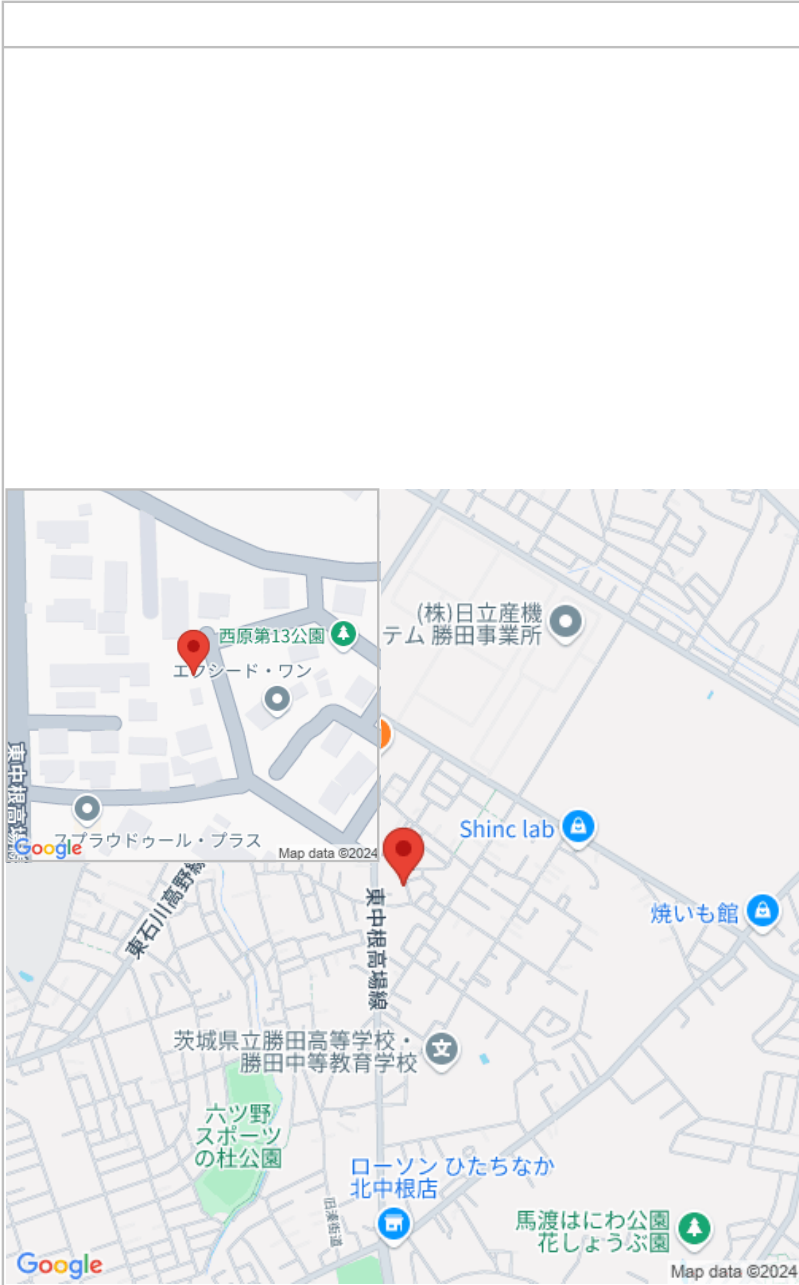 (株)日立産機
テム 勝田事業所
西原第13公園
エクシード・ワン
東中根高場線
スプラウドゥール・プラス
Google
Map data ©2024
Shinc lab
焼いも館
東石川高野線
東中根高場線
茨城県立勝田高等学校・
勝田中等教育学校
六ツ野
スポーツ
の杜公園
ローソン ひたちなか
北中根店
旧湊街道
馬渡はにわ公園
花しょうぶ園
Google
Map data ©2024